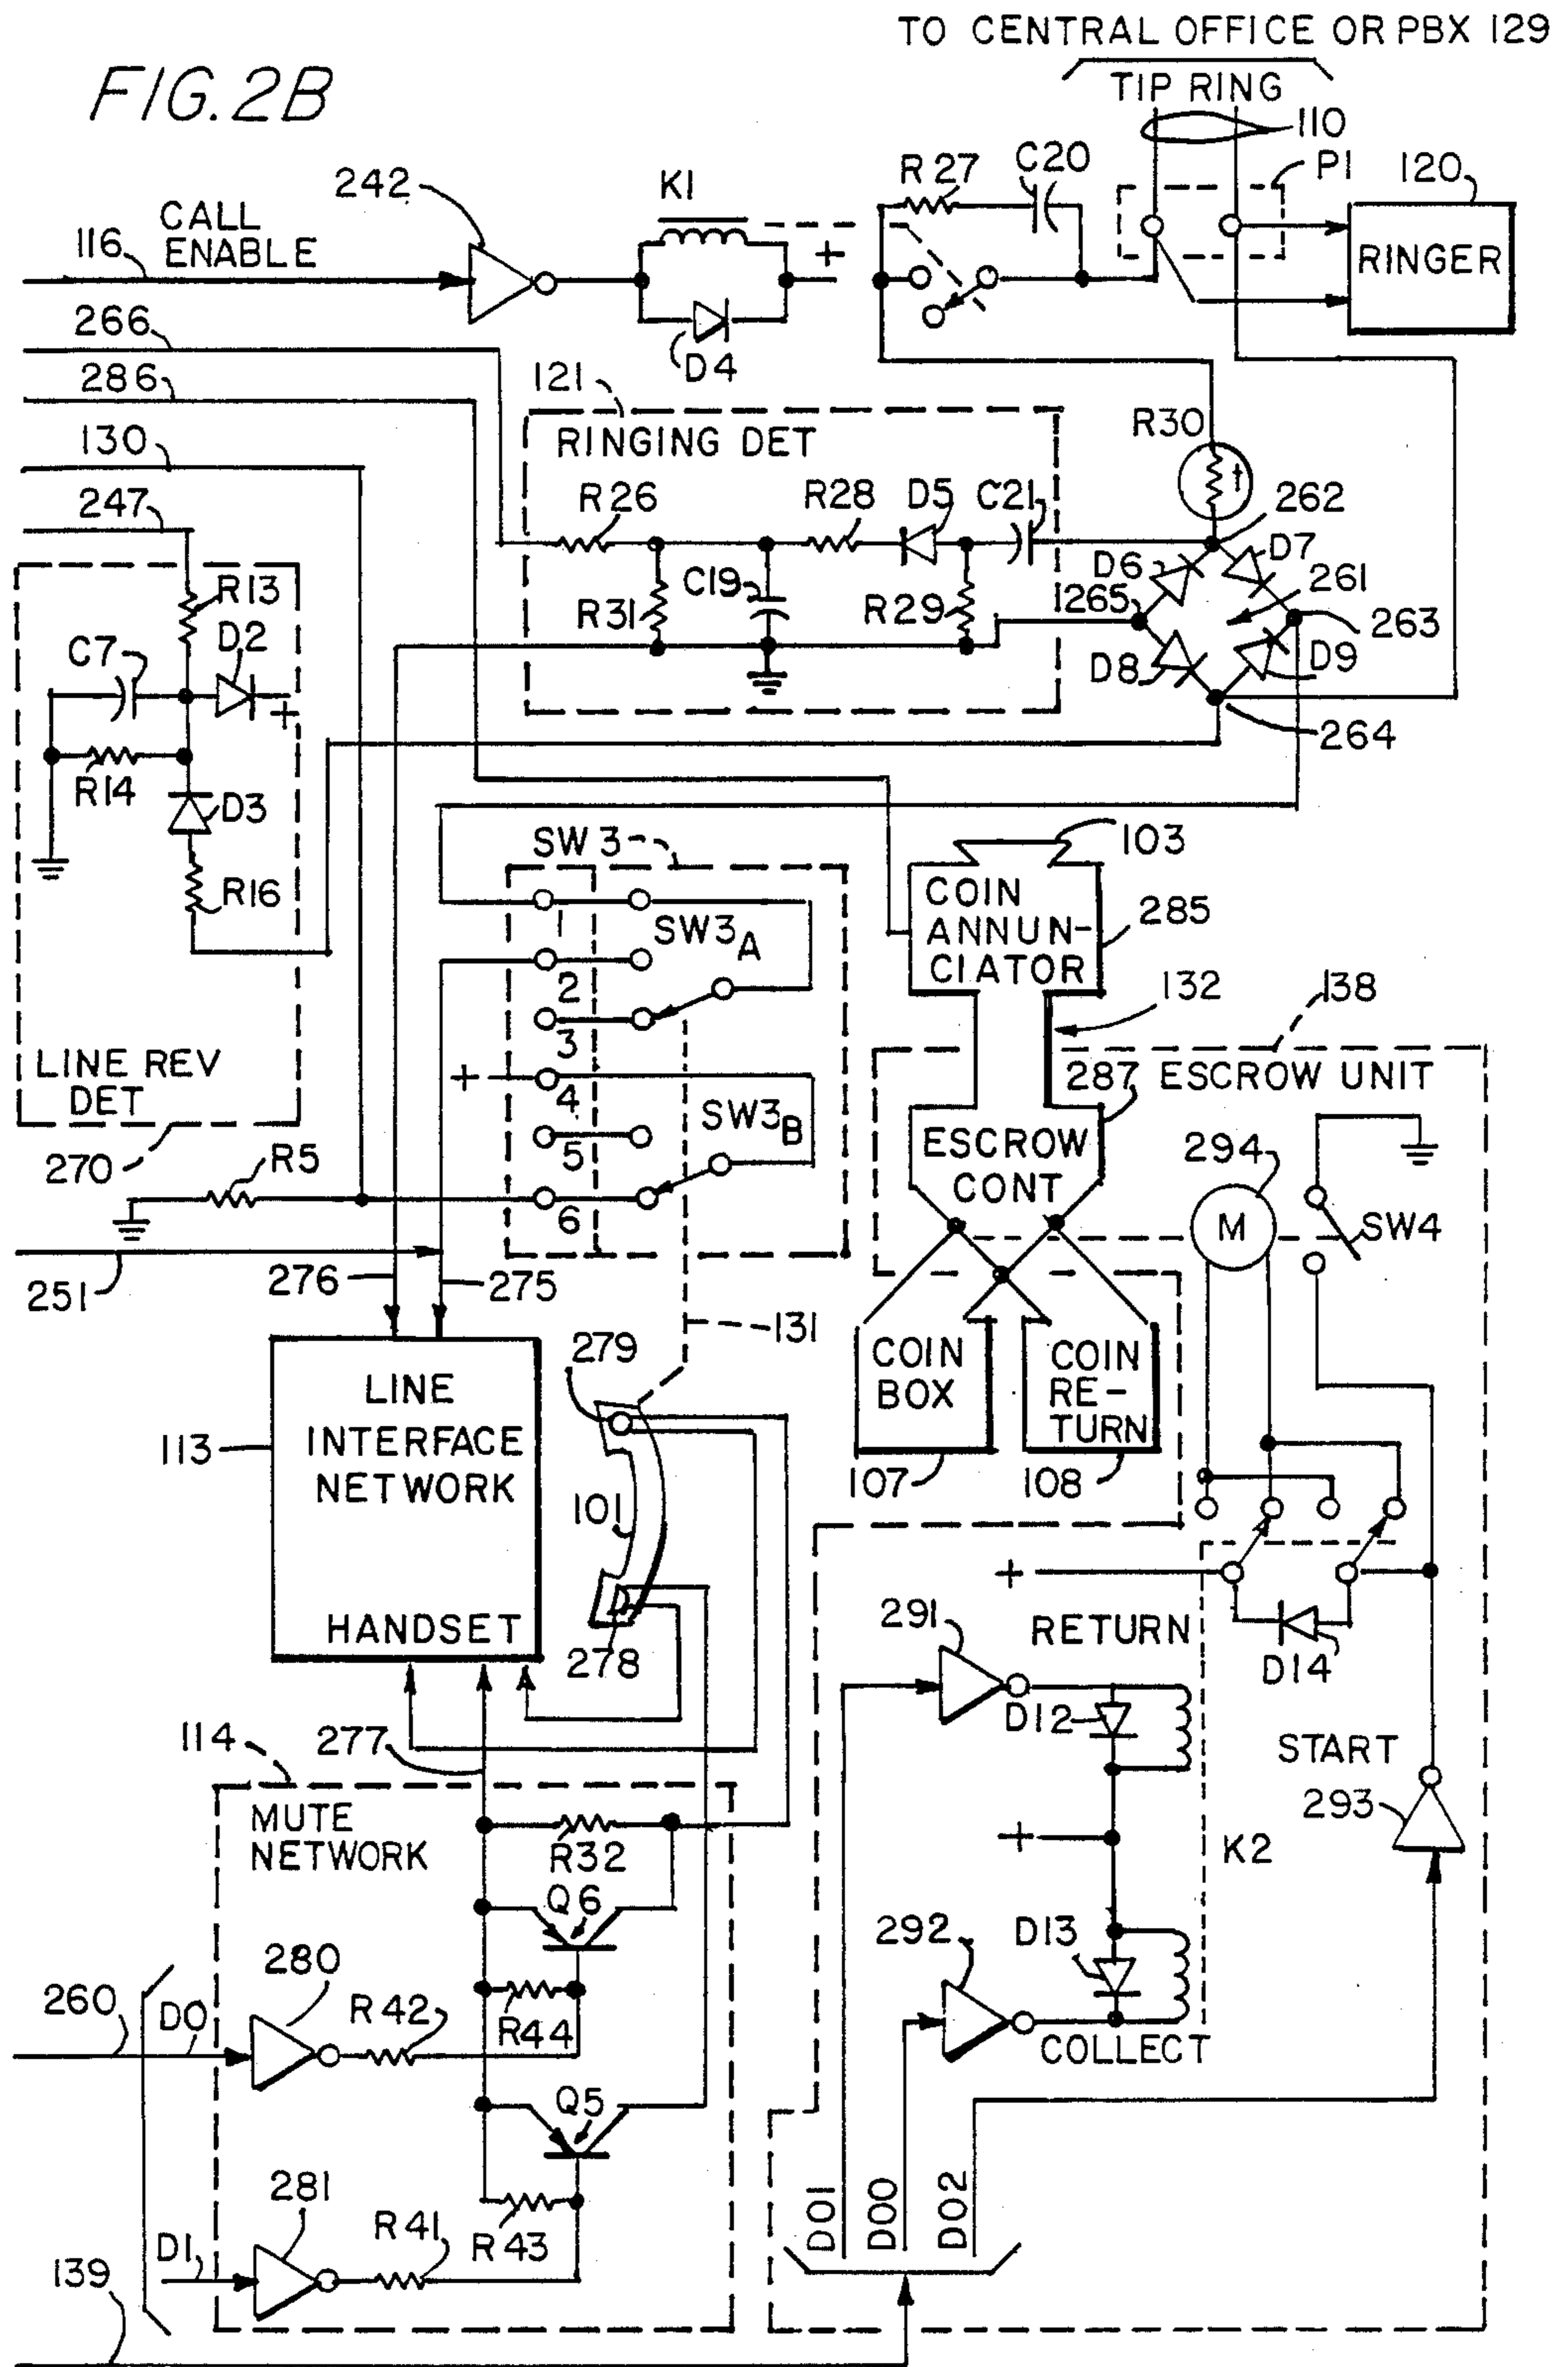 TO CENTRAL OFFICE OR PBX 129
FIG. 2B
TIP RING
110
P1
120
RINGER
242
K1
R27
C20
CALL
ENABLE
116
+
D4
266
286
130
247
121
RINGING DET
R26
R28
D5
C21
R30
t
262
D6
D7
261
265
263
D8
D9
264
R31
C19
R29
R13
D2
C7
+
R14
D3
R16
LINE REV
DET
270
R5
SW3
1
SW3A
2
3
+
4
SW3B
5
6
103
COIN
ANNUN-
CIATOR
285
132
138
287
ESCROW UNIT
ESCROW
CONT
294
M
SW4
251
276
275
131
COIN
BOX
COIN
RE-
TURN
107
108
279
LINE
INTERFACE
NETWORK
113
101
HANDSET
278
+
291
RETURN
D14
D12
START
293
114
277
MUTE
NETWORK
R32
+
K2
Q6
292
D13
280
260
D0
R42
R44
COLLECT
Q5
281
R41
R43
D1
139
D01
D00
D02